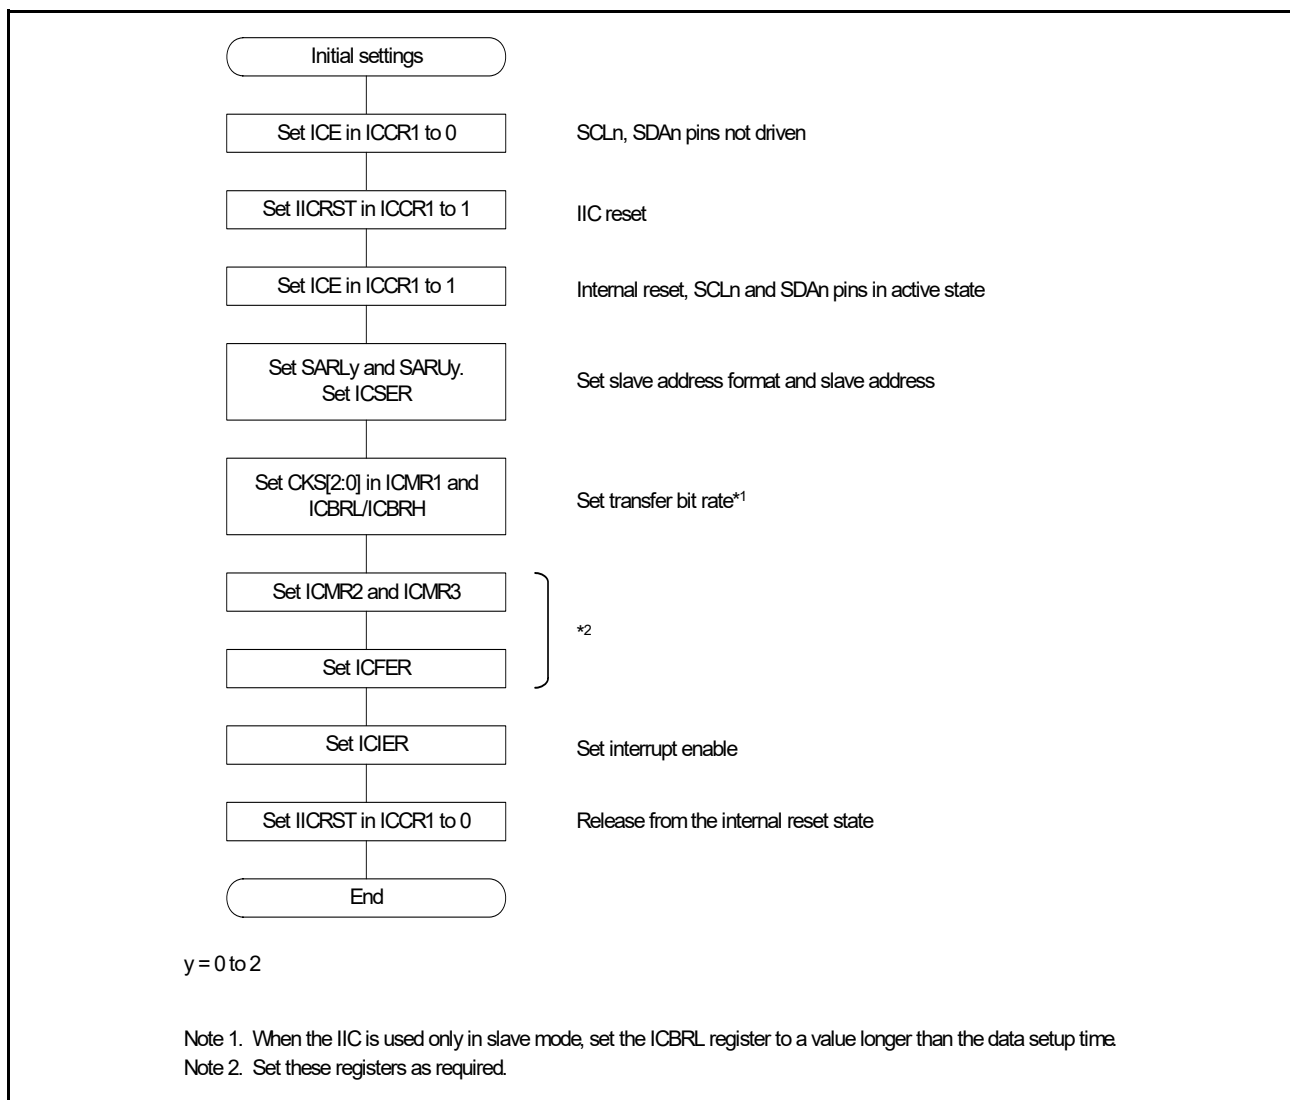 Initial settings
Set ICE in ICCR1 to 0
SCLn, SDAn pins not driven
Set IICRST in ICCR1 to 1
IIC reset
Set ICE in ICCR1 to 1
Internal reset, SCLn and SDAn pins in active state
Set SARLy and SARUy.
Set ICSER
Set slave address format and slave address
Set CKS[2:0] in ICMR1 and
ICBRL/ICBRH
Set transfer bit rate*1
Set ICMR2 and ICMR3
*2
Set ICFER
Set ICIER
Set interrupt enable
Set IICRST in ICCR1 to 0
Release from the internal reset state
End
y = 0 to 2
Note 1. When the IIC is used only in slave mode, set the ICBRL register to a value longer than the data setup time.
Note 2. Set these registers as required.